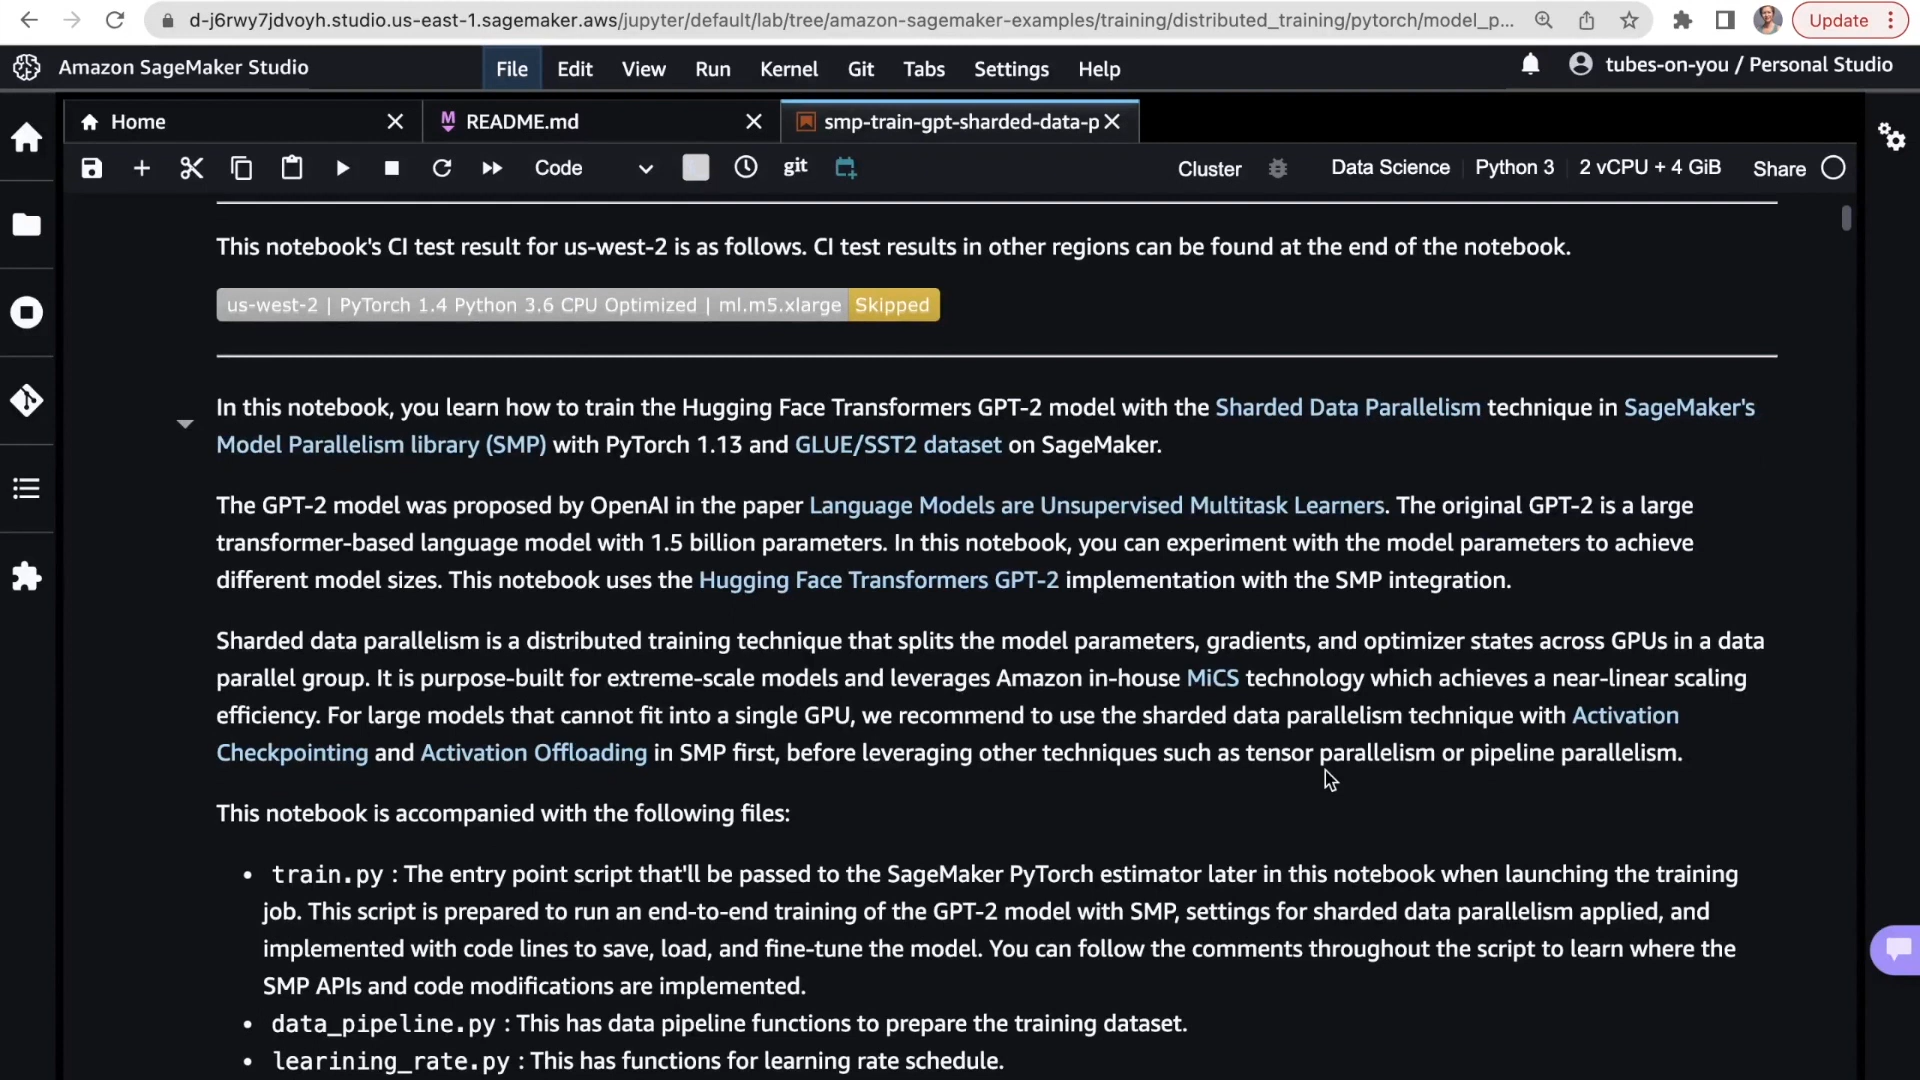 d-j6rwy7jdvoyh.studio.us-east-1.sagemaker.aws/jupyter/default/lab/tree/amazon-sagemaker-examples/training/distributed_training/pytorch/model_p...
Update
Amazon SageMaker Studio
File Edit View Run Kernel Git Tabs Settings Help
tubes-on-you / Personal Studio
Home
README.md
smp-train-gpt-sharded-data-p
Code
git
Cluster
Data Science
Python 3
2 vCPU + 4 GiB
Share
This notebook's CI test result for us-west-2 is as follows. CI test results in other regions can be found at the end of the notebook.
us-west-2 | PyTorch 1.4 Python 3.6 CPU Optimized | ml.m5.xlarge Skipped
In this notebook, you learn how to train the Hugging Face Transformers GPT-2 model with the Sharded Data Parallelism technique in SageMaker's
Model Parallelism library (SMP) with PyTorch 1.13 and GLUE/SST2 dataset on SageMaker.
The GPT-2 model was proposed by OpenAI in the paper Language Models are Unsupervised Multitask Learners. The original GPT-2 is a large
transformer-based language model with 1.5 billion parameters. In this notebook, you can experiment with the model parameters to achieve
different model sizes. This notebook uses the Hugging Face Transformers GPT-2 implementation with the SMP integration.
Sharded data parallelism is a distributed training technique that splits the model parameters, gradients, and optimizer states across GPUs in a data
parallel group. It is purpose-built for extreme-scale models and leverages Amazon in-house MiCS technology which achieves a near-linear scaling
efficiency. For large models that cannot fit into a single GPU, we recommend to use the sharded data parallelism technique with Activation
Checkpointing and Activation Offloading in SMP first, before leveraging other techniques such as tensor parallelism or pipeline parallelism.
This notebook is accompanied with the following files:
• train.py : The entry point script that'll be passed to the SageMaker PyTorch estimator later in this notebook when launching the training
job. This script is prepared to run an end-to-end training of the GPT-2 model with SMP, settings for sharded data parallelism applied, and
implemented with code lines to save, load, and fine-tune the model. You can follow the comments throughout the script to learn where the
SMP APIs and code modifications are implemented.
• data_pipeline.py : This has data pipeline functions to prepare the training dataset.
• learining_rate.py : This has functions for learning rate schedule.